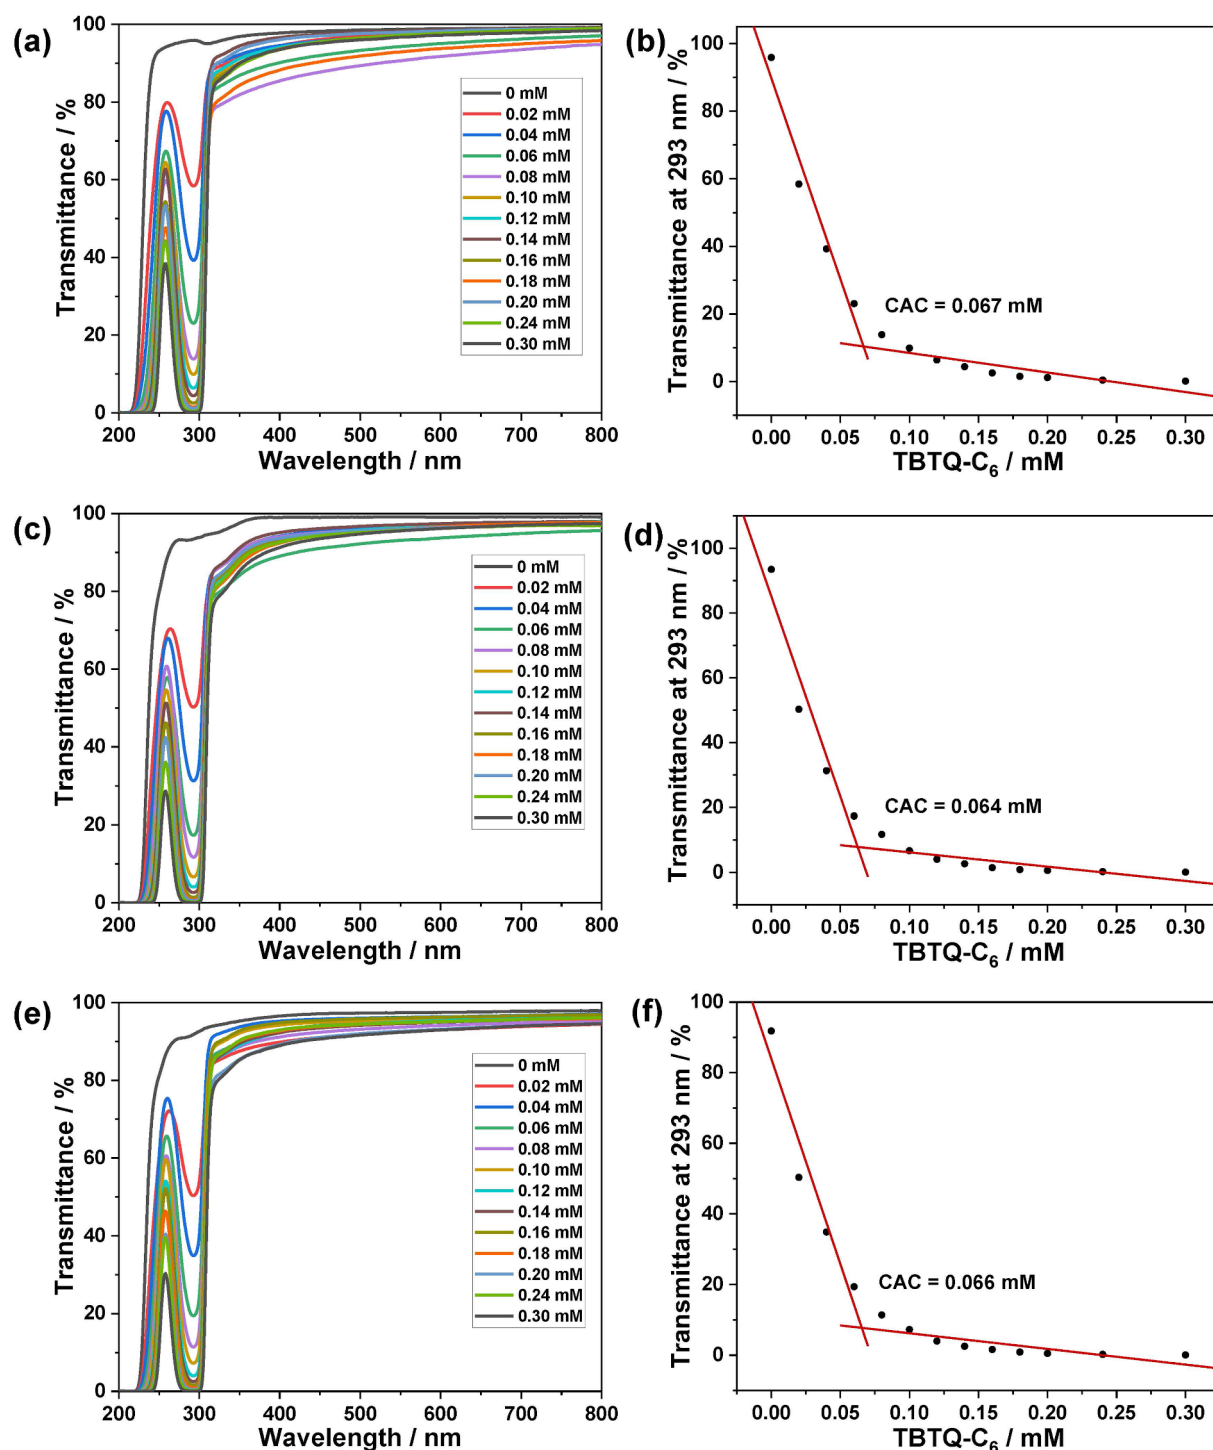 (a)
100
80
60
40
20
0
Transmittance / %
200 300 400 500 600 700 800
Wavelength / nm
0 mM
0.02 mM
0.04 mM
0.06 mM
0.08 mM
0.10 mM
0.12 mM
0.14 mM
0.16 mM
0.18 mM
0.20 mM
0.24 mM
0.30 mM
(b)
100
80
60
40
20
0
Transmittance at 293 nm / %
CAC = 0.067 mM
0.00 0.05 0.10 0.15 0.20 0.25 0.30
TBTQ-C₆ / mM
(c)
100
80
60
40
20
0
Transmittance / %
200 300 400 500 600 700 800
Wavelength / nm
0 mM
0.02 mM
0.04 mM
0.06 mM
0.08 mM
0.10 mM
0.12 mM
0.14 mM
0.16 mM
0.18 mM
0.20 mM
0.24 mM
0.30 mM
(d)
100
80
60
40
20
0
Transmittance at 293 nm / %
CAC = 0.064 mM
0.00 0.05 0.10 0.15 0.20 0.25 0.30
TBTQ-C₆ / mM
(e)
100
80
60
40
20
0
Transmittance / %
200 300 400 500 600 700 800
Wavelength / nm
0 mM
0.02 mM
0.04 mM
0.06 mM
0.08 mM
0.10 mM
0.12 mM
0.14 mM
0.16 mM
0.18 mM
0.20 mM
0.24 mM
0.30 mM
(f)
100
80
60
40
20
0
Transmittance at 293 nm / %
CAC = 0.066 mM
0.00 0.05 0.10 0.15 0.20 0.25 0.30
TBTQ-C₆ / mM